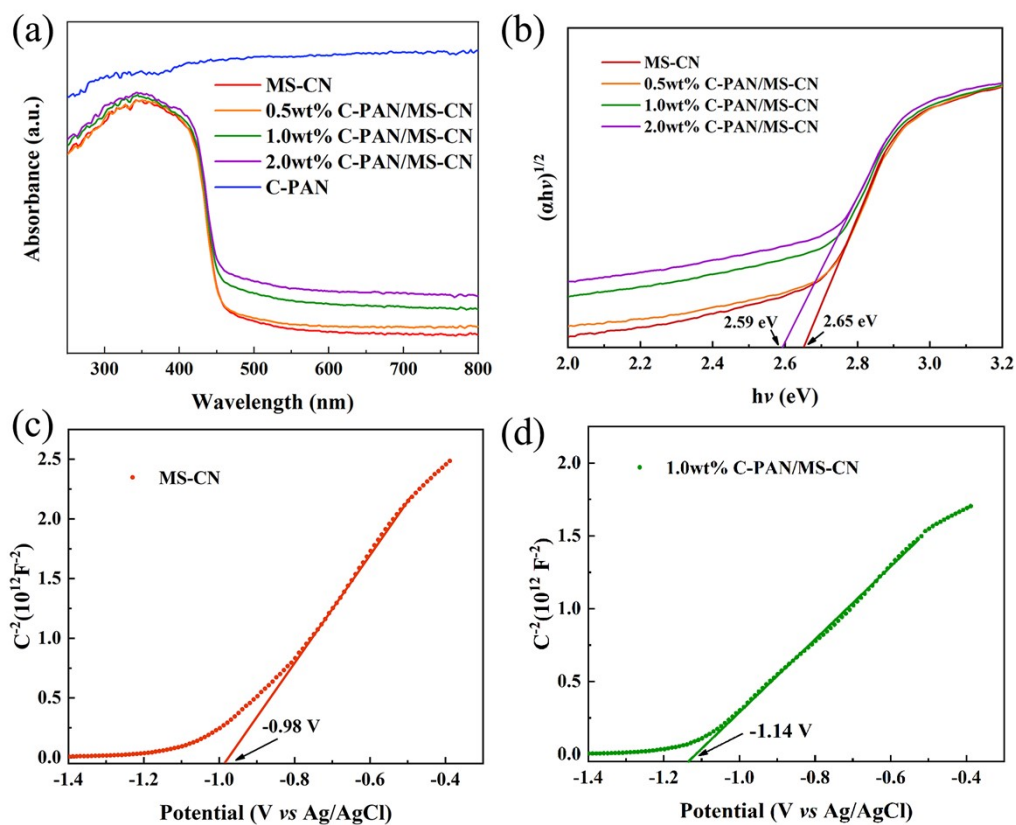 (a)
Absorbance (a.u.)
MS-CN
0.5wt% C-PAN/MS-CN
1.0wt% C-PAN/MS-CN
2.0wt% C-PAN/MS-CN
C-PAN
300 400 500 600 700 800
Wavelength (nm)
(b)
(αhν)1/2
MS-CN
0.5wt% C-PAN/MS-CN
1.0wt% C-PAN/MS-CN
2.0wt% C-PAN/MS-CN
2.59 eV
2.65 eV
2.0 2.2 2.4 2.6 2.8 3.0 3.2
hν (eV)
(c)
C-2(1012F-2)
2.5
2.0
1.5
1.0
0.5
0.0
MS-CN
-0.98 V
-1.4 -1.2 -1.0 -0.8 -0.6 -0.4
Potential (V vs Ag/AgCl)
(d)
C-2(1012 F-2)
2.0
1.5
1.0
0.5
0.0
1.0wt% C-PAN/MS-CN
-1.14 V
-1.4 -1.2 -1.0 -0.8 -0.6 -0.4
Potential (V vs Ag/AgCl)